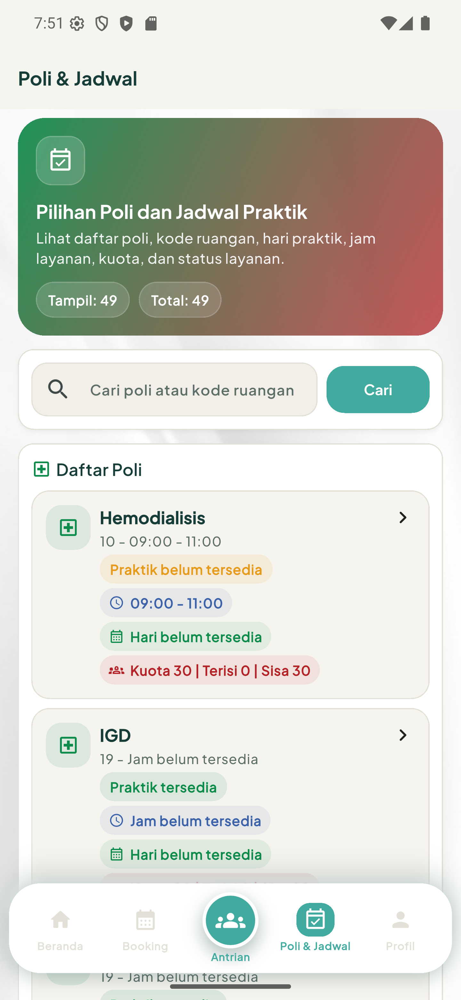 7:51
Poli & Jadwal
Pilihan Poli dan Jadwal Praktik
Lihat daftar poli, kode ruangan, hari praktik, jam
layanan, kuota, dan status layanan.
Tampil: 49
Total: 49
Cari poli atau kode ruangan
Cari
Daftar Poli
Hemodialisis
10 - 09:00 - 11:00
Praktik belum tersedia
09:00 - 11:00
Hari belum tersedia
Kuota 30 | Terisi 0 | Sisa 30
IGD
19 - Jam belum tersedia
Praktik tersedia
Jam belum tersedia
Hari belum tersedia
Beranda
Booking
Antrian
Poli & Jadwal
Profil
19 - Jam belum tersedia